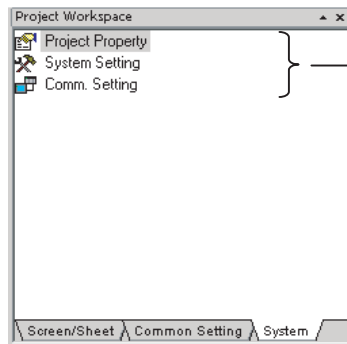 Project Workspace
Project Property
System Setting
Comm. Setting
Screen/Sheet Common Setting System